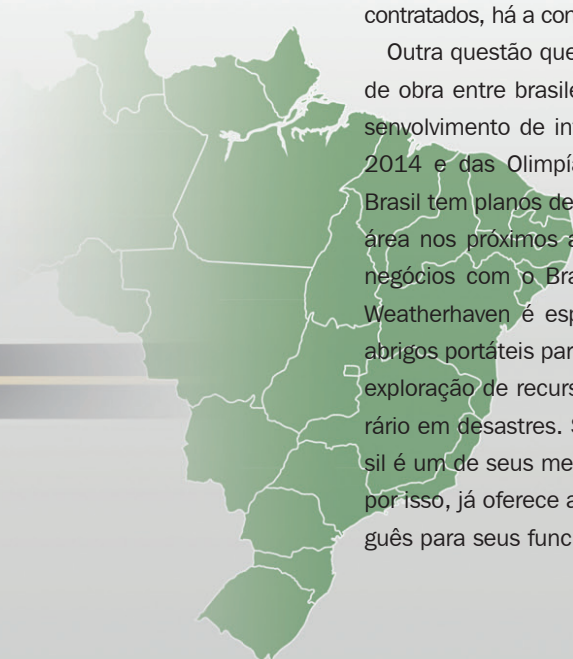 contratados, há a con
Outra questão que
de obra entre brasile
senvolvimento de in
2014 e das Olimpí
Brasil tem planos de
área nos próximos a
negócios com o Bra
Weatherhaven é esp
abrigos portáteis par
exploração de recurs
rário em desastres. S
sil é um de seus me
por isso, já oferece a
guês para seus func